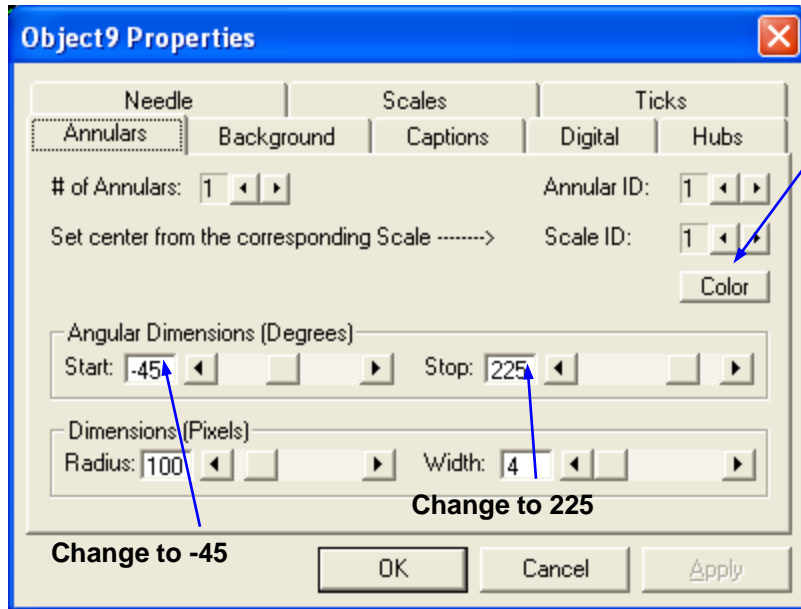 Object9 Properties
Needle Scales Ticks
Annulars Background Captions Digital Hubs
# of Annulars: 1 Annular ID: 1
Set center from the corresponding Scale -------> Scale ID: 1
Color
Angular Dimensions (Degrees)
Start: -45 Stop: 225
Dimensions (Pixels)
Radius: 100 Width: 4
Change to 225
Change to -45
OK Cancel Apply